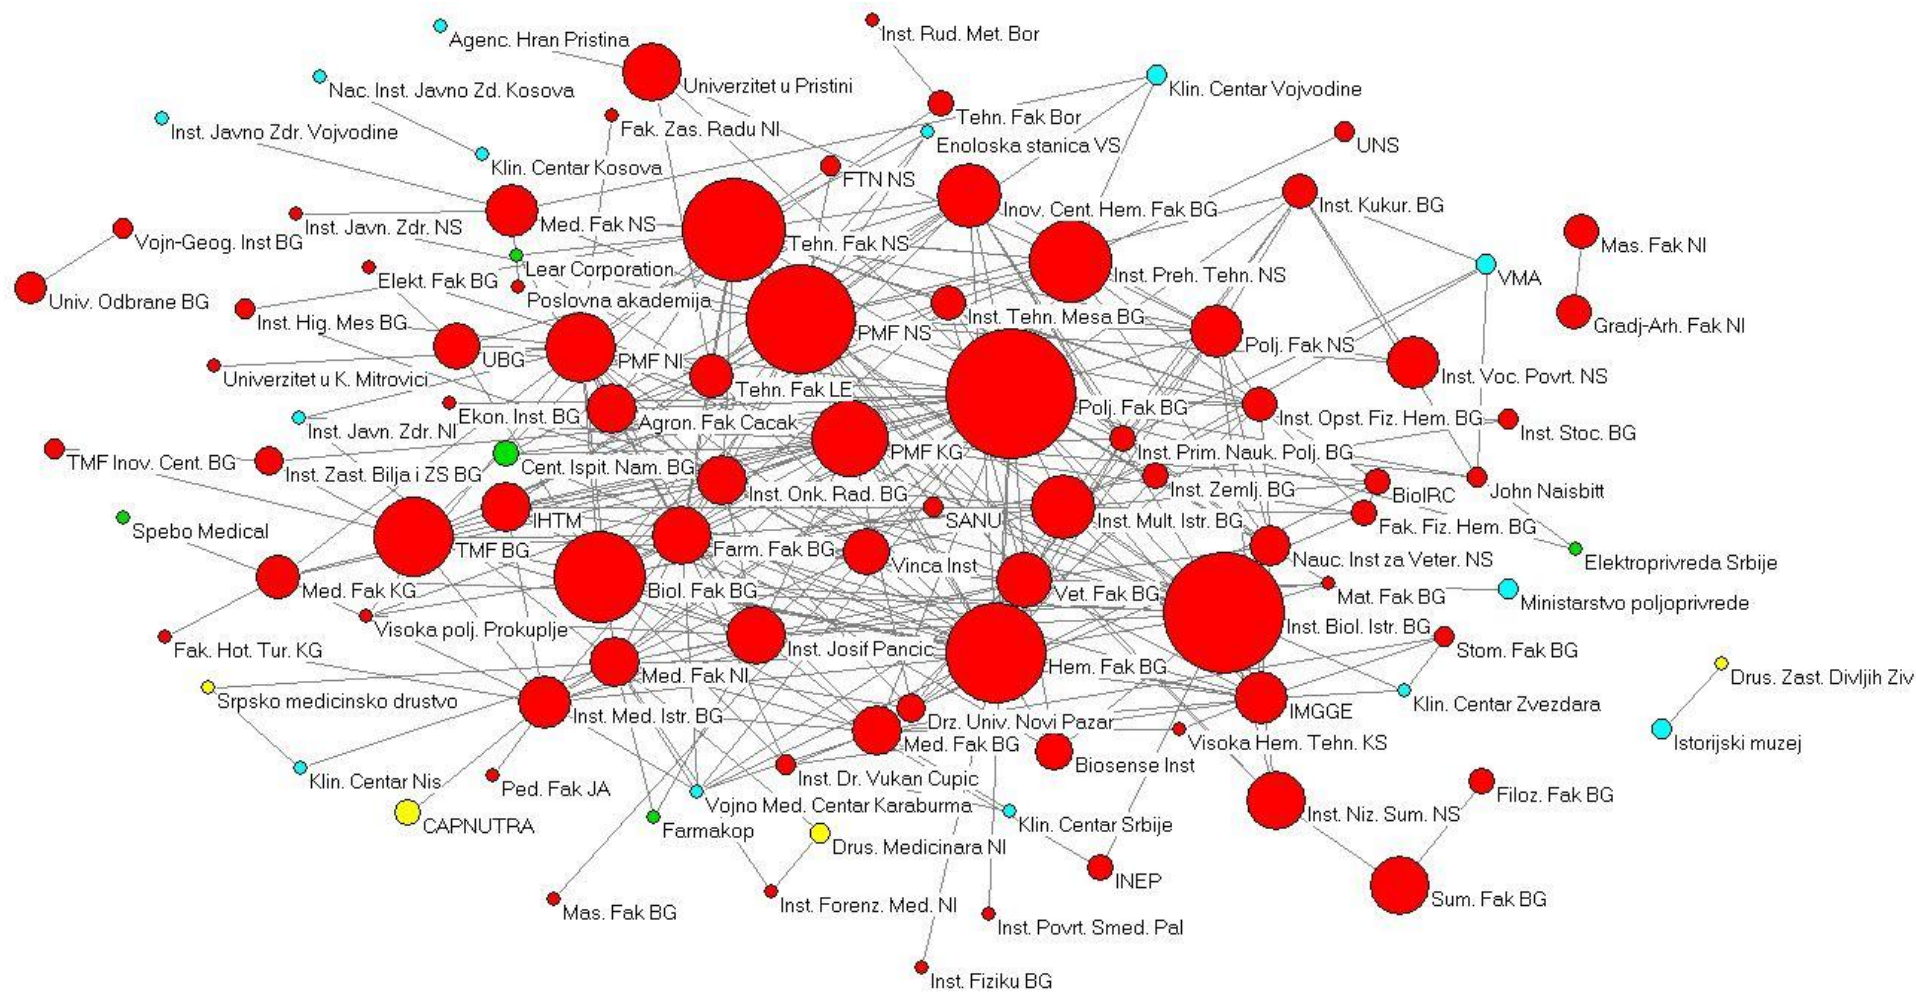 Inst. Rud. Met. Bor
Agenc. Hran Pristina
Univerzitet u Pristini
Nac. Inst. Javno Zd. Kosova
Klin. Centar Vojvodine
Tehn. Fak Bor
Fak. Zas. Radu NI
Inst. Javno Zdr. Vojvodine
Enoloska stanica VS
UNS
Klin. Centar Kosova
FTN NS
Inst. Kukur. BG
Inov. Cent. Hem. Fak BG
Inst. Javn. Zdr. NS
Med. Fak NS
Vojn-Geog. Inst BG
Tehn. Fak NS
Mas. Fak NI
Lear Corporation
Inst. Preh. Tehn. NS
VMA
Elekt. Fak BG
Univ. Odbrane BG
Poslovna akademija
Inst. Hig. Mes BG
Inst. Tehn. Mesa BG
Gradj-Arh. Fak NI
PMF NS
Polj. Fak NS
UBG
PMF NI
Inst. Voc. Povrt. NS
Univerzitet u K. Mitrovici
Tehn. Fak LE
Polj. Fak BG
Ekon. Inst. BG
Inst. Opst. Fiz. Hem. BG
Agron. Fak Cacak
Inst. Javn. Zdr. NI
Inst. Stoc. BG
PMF KG
Inst. Prim. Nauk. Polj. BG
TMF Inov. Cent. BG
Inst. Zast. Bilja i ZS BG
Cent. Ispit. Nam. BG
Inst. Onk. Rad. BG
Inst. Zemlj. BG
BioIRC
John Naisbitt
IHTM
SANU
Inst. Mult. Istr. BG
Fak. Fiz. Hem. BG
Spebo Medical
TMF BG
Farm. Fak BG
Vinca Inst
Nauc. Inst za Veter. NS
Elektroprivreda Srbije
Med. Fak KG
Biol. Fak BG
Vet. Fak BG
Mat. Fak BG
Ministarstvo poljoprivrede
Visoka polj. Prokuplje
Inst. Biol. Istr. BG
Fak. Hot. Tur. KG
Inst. Josif Pancic
Stom. Fak BG
Hem. Fak BG
Med. Fak NI
Drus. Zast. Divljih Ziv
Srpsko medicinsko drustvo
Klin. Centar Zvezdara
Inst. Med. Istr. BG
IMGGE
Drz. Univ. Novi Pazar
Med. Fak BG
Visoka Hem. Tehn. KS
Istorijski muzej
Biosense Inst
Klin. Centar Nis
Inst. Dr. Vukan Cupic
Ped. Fak JA
Filoz. Fak BG
Vojno Med. Centar Karaburma
Inst. Niz. Sum. NS
CAPNUTRA
Farmakop
Klin. Centar Srbije
Drus. Medicinara NI
INEP
Sum. Fak BG
Inst. Forenz. Med. NI
Mas. Fak BG
Inst. Povrt. Smed. Pal
Inst. Fiziku BG